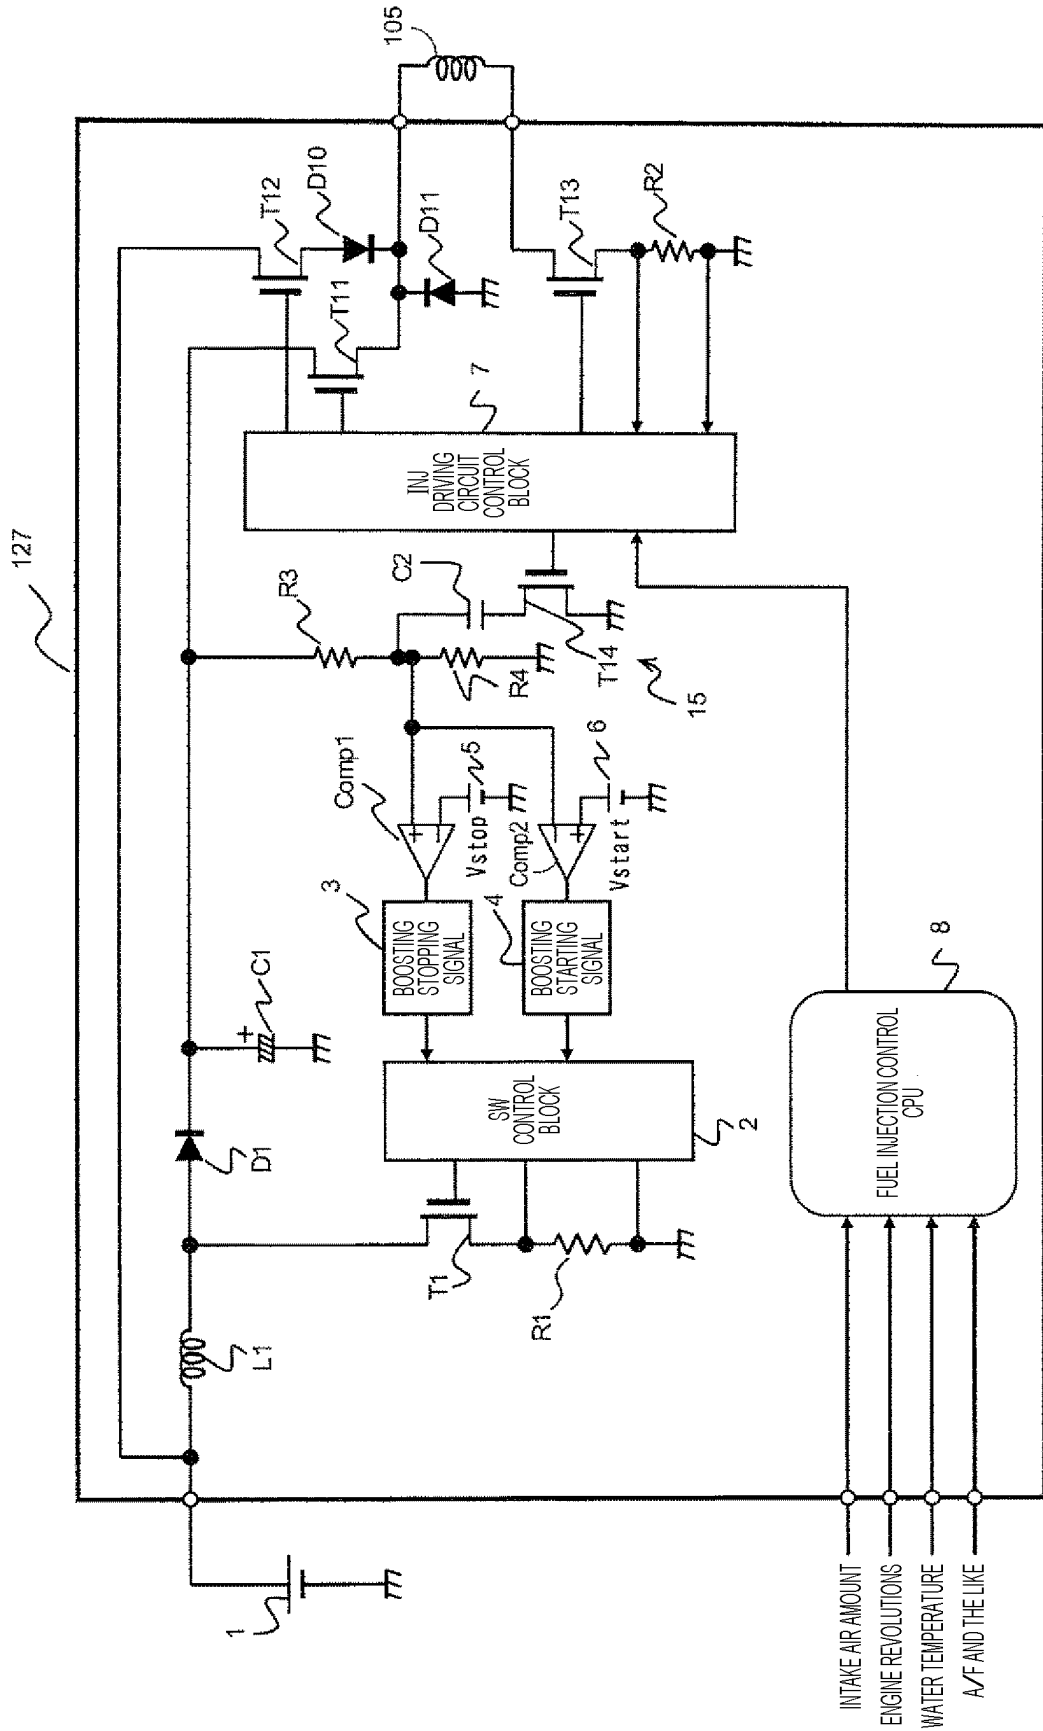 127
105
T12
D10
D11
T11
T13
R2
7
INJ
DRIVING
CIRCUIT
CONTROL
BLOCK
R3
C2
R4
T14
15
Comp1
5
Vstop
Comp2
6
Vstart
3
BOOSTING
STOPPING
SIGNAL
4
BOOSTING
STARTING
SIGNAL
+
C1
D1
L1
SW
CONTROL
BLOCK
2
T1
R1
8
FUEL INJECTION CONTROL
CPU
1
INTAKE AIR AMOUNT
ENGINE REVOLUTIONS
WATER TEMPERATURE
A/F AND THE LIKE